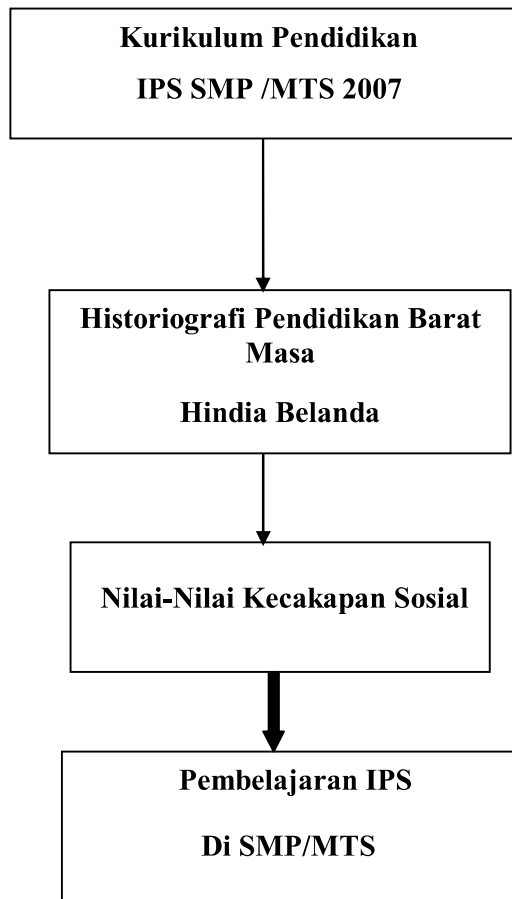 Kurikulum Pendidikan
IPS SMP /MTS 2007
Historiografi Pendidikan Barat
Masa
Hindia Belanda
Nilai-Nilai Kecakapan Sosial
Pembelajaran IPS
Di SMP/MTS